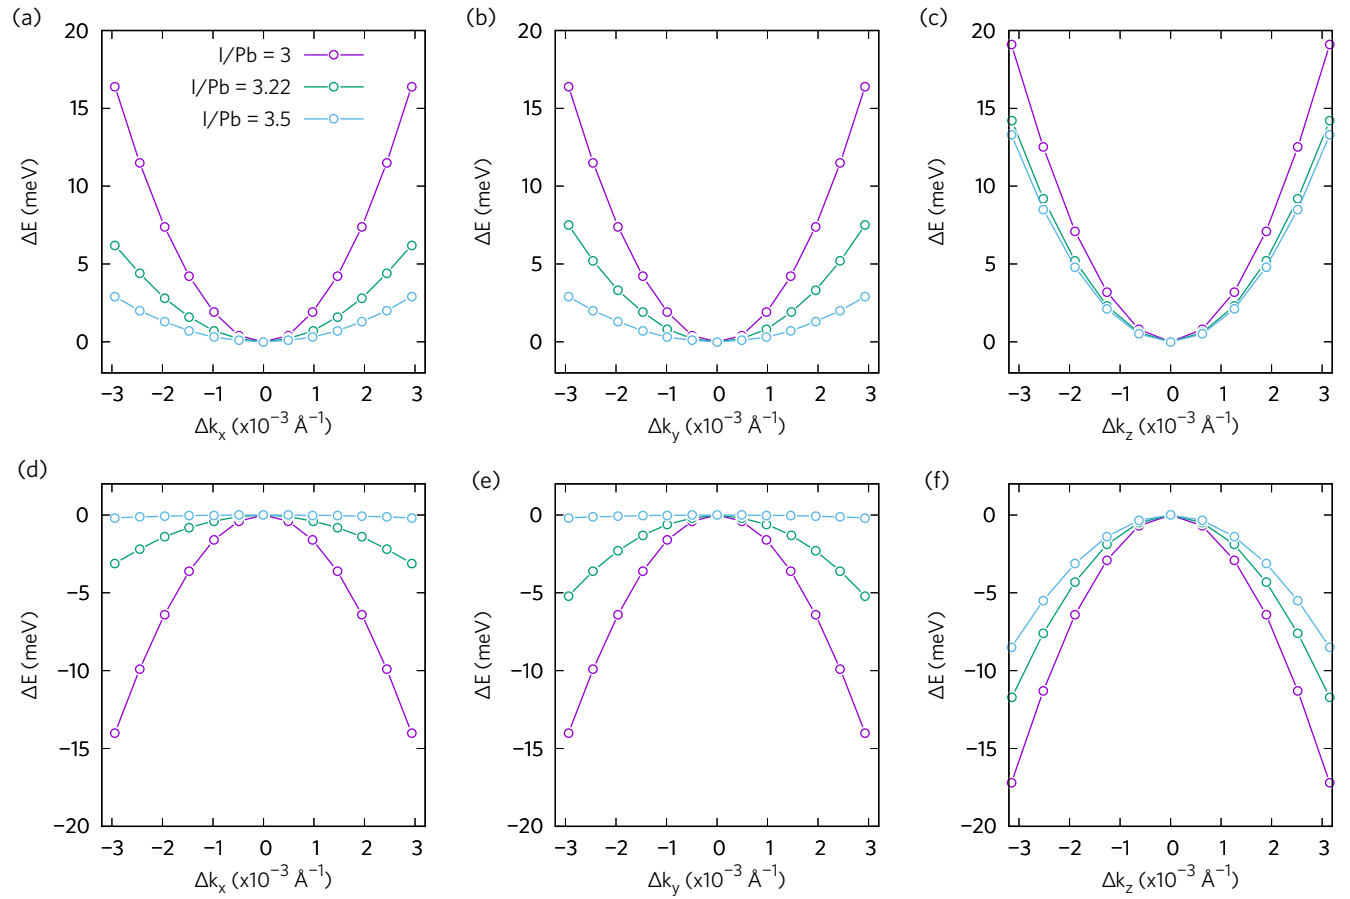 (a)
20
15
10
5
0
ΔE (meV)
I/Pb = 3
I/Pb = 3.22
I/Pb = 3.5
−3 −2 −1 0 1 2 3
Δkx (x10−3 Å−1)
(b)
20
15
10
5
0
ΔE (meV)
−3 −2 −1 0 1 2 3
Δky (x10−3 Å−1)
(c)
20
15
10
5
0
ΔE (meV)
−3 −2 −1 0 1 2 3
Δkz (x10−3 Å−1)
(d)
0
−5
−10
−15
−20
ΔE (meV)
−3 −2 −1 0 1 2 3
Δkx (x10−3 Å−1)
(e)
0
−5
−10
−15
−20
ΔE (meV)
−3 −2 −1 0 1 2 3
Δky (x10−3 Å−1)
(f)
0
−5
−10
−15
−20
ΔE (meV)
−3 −2 −1 0 1 2 3
Δkz (x10−3 Å−1)